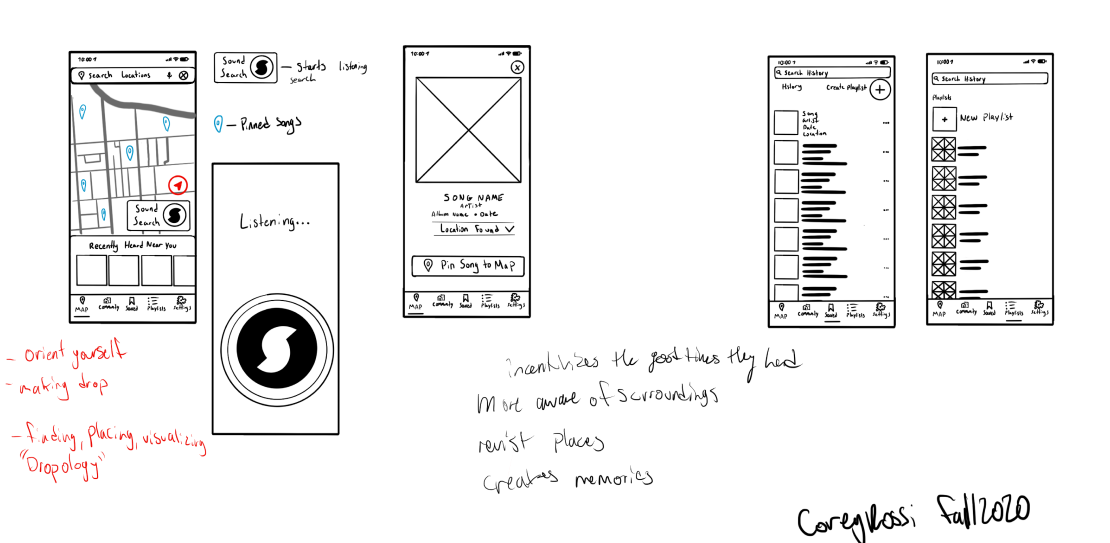 10:00
Search Locations
Sound
Search
Recently Heard Near You
MAP
Community
Saved
Playlists
Settings
- Orient yourself
- making drop
- finding, placing, visualizing
"Dropology"
Sound
Search
- Starts listening
search
- Pinned Songs
Listening...
10:00
SONG NAME
Artist
Album Name • Date
Location Found
Pin Song to Map
MAP
Community
Saved
Playlists
Settings
incentivizes the good times they had
More aware of surroundings
revisit places
creates memories
10:00
Search History
History
Create Playlist
Song
Artist
Date
Location
MAP
Community
Saved
Playlists
Settings
10:00
Search History
Playlists
New Playlist
MAP
Community
Saved
Playlists
Settings
Corey Rossi Fall 2020